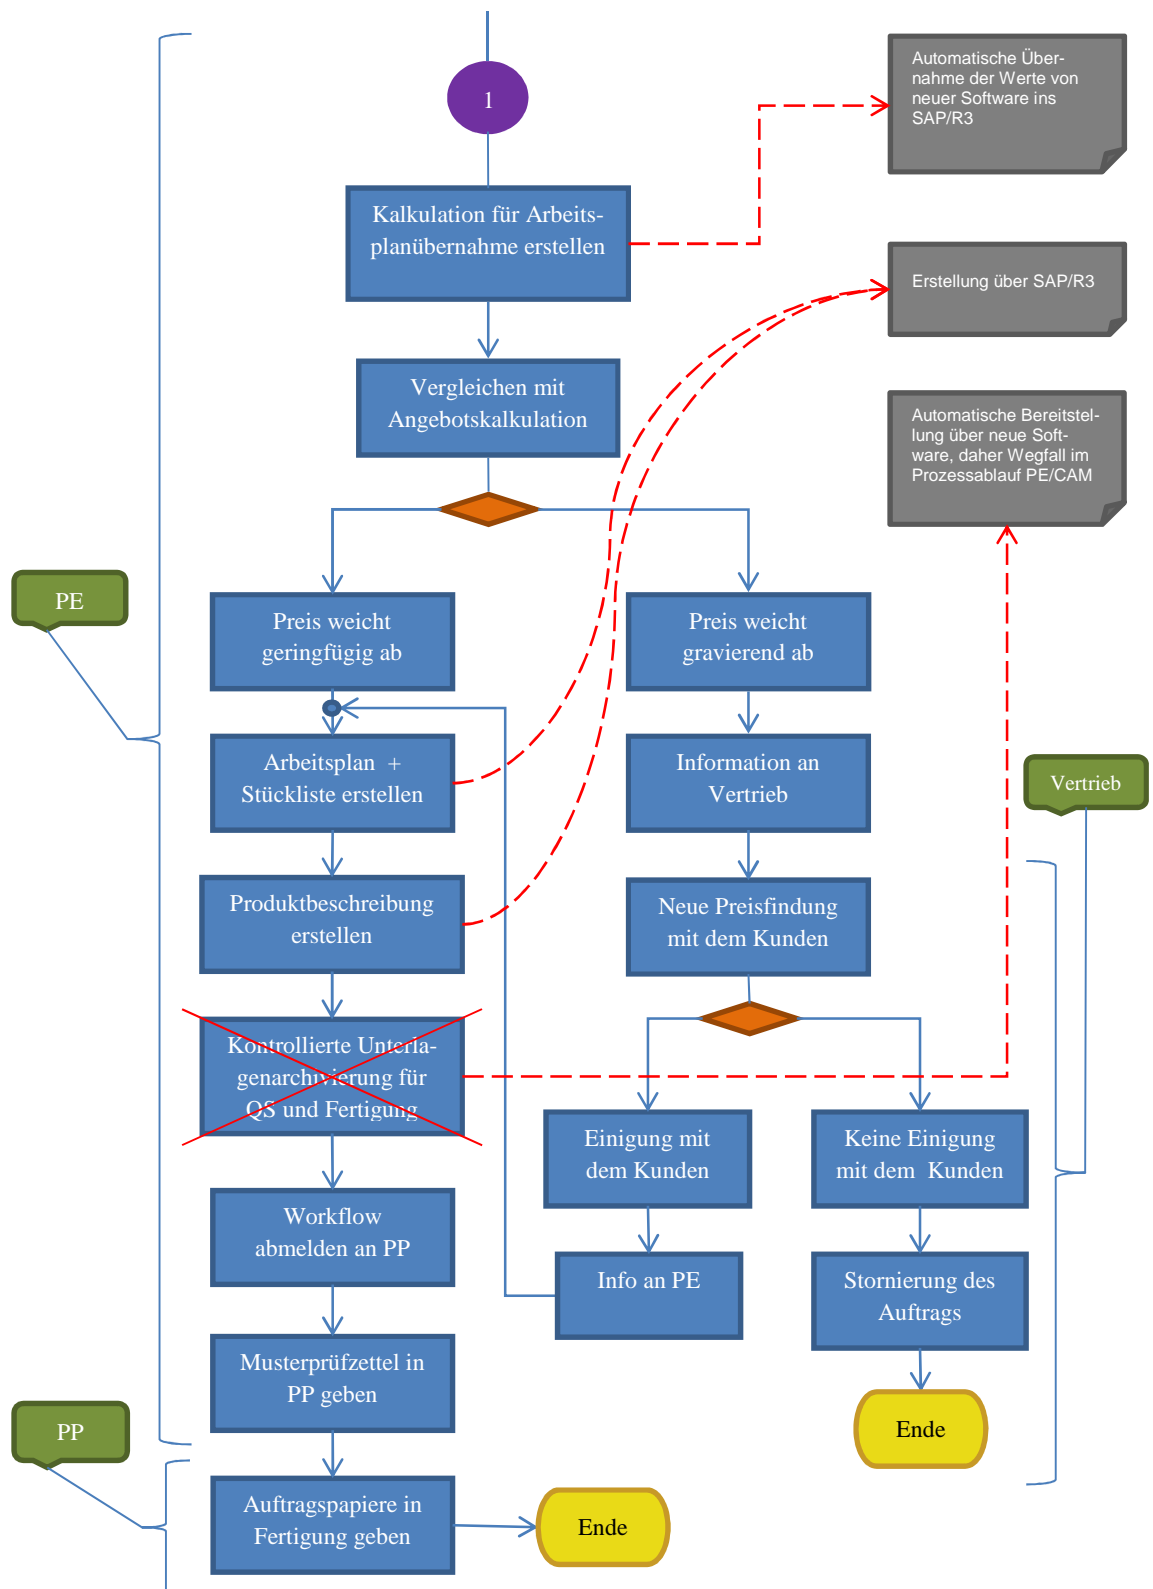 1
Automatische Über-
nahme der Werte von
neuer Software ins
SAP/R3
Kalkulation für Arbeits-
planübernahme erstellen
Erstellung über SAP/R3
Vergleichen mit
Angebotskalkulation
Automatische Bereitstel-
lung über neue Soft-
ware, daher Wegfall im
Prozessablauf PE/CAM
PE
Preis weicht
geringfügig ab
Preis weicht
gravierend ab
Arbeitsplan  +
Stückliste erstellen
Information an
Vertrieb
Vertrieb
Produktbeschreibung
erstellen
Neue Preisfindung
mit dem Kunden
Kontrollierte Unterla-
genarchivierung für
QS und Fertigung
Einigung mit
dem Kunden
Keine Einigung
mit dem  Kunden
Workflow
abmelden an PP
Info an PE
Stornierung des
Auftrags
Musterprüfzettel in
PP geben
PP
Ende
Auftragspapiere in
Fertigung geben
Ende